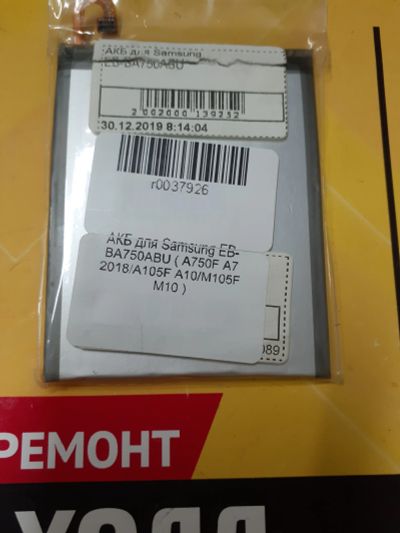 АКБ для Samsung
EB-BA750ABU
2 002000 139252
30.12.2019 8:14:04
r0037926
АКБ для Samsung EB-
BA750ABU ( A750F A7
2018/A105F A10/M105F
M10 )
089
РЕМОНТ